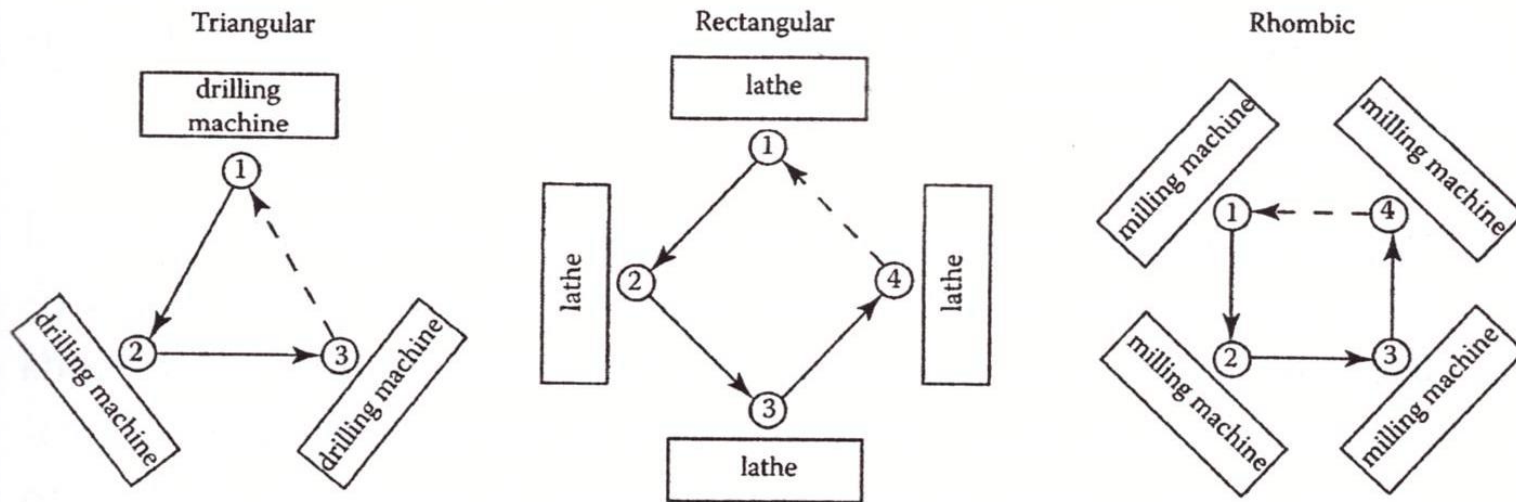 Triangular
drilling
machine
1
2
3
drilling machine
drilling machine
Rectangular
lathe
1
lathe
2
4
lathe
3
lathe
Rhombic
milling machine
milling machine
1
4
2
3
milling machine
milling machine